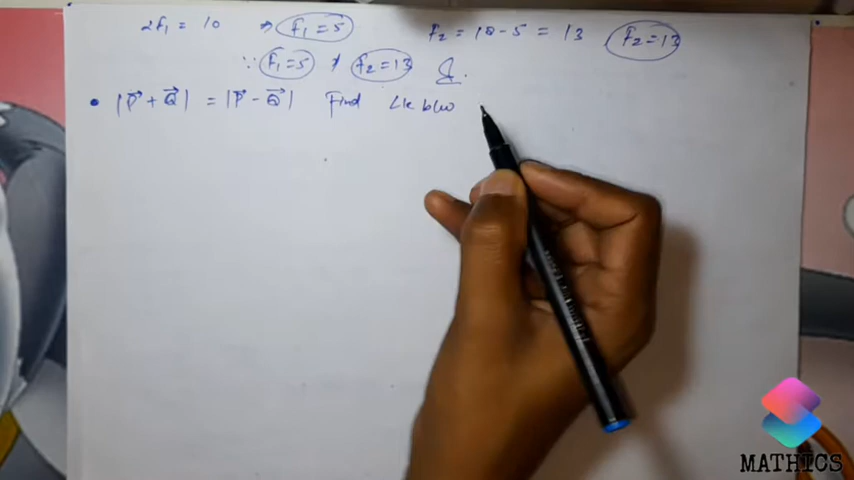 2F₁ = 10 ⇒ F₁ = 5 F₂ = 18 - 5 = 13 F₂ = 13
∵ F₁ = 5 F₂ = 13
• |P⃗ + Q⃗| = |P⃗ - Q⃗| Find ∠le b/w
MATHICS